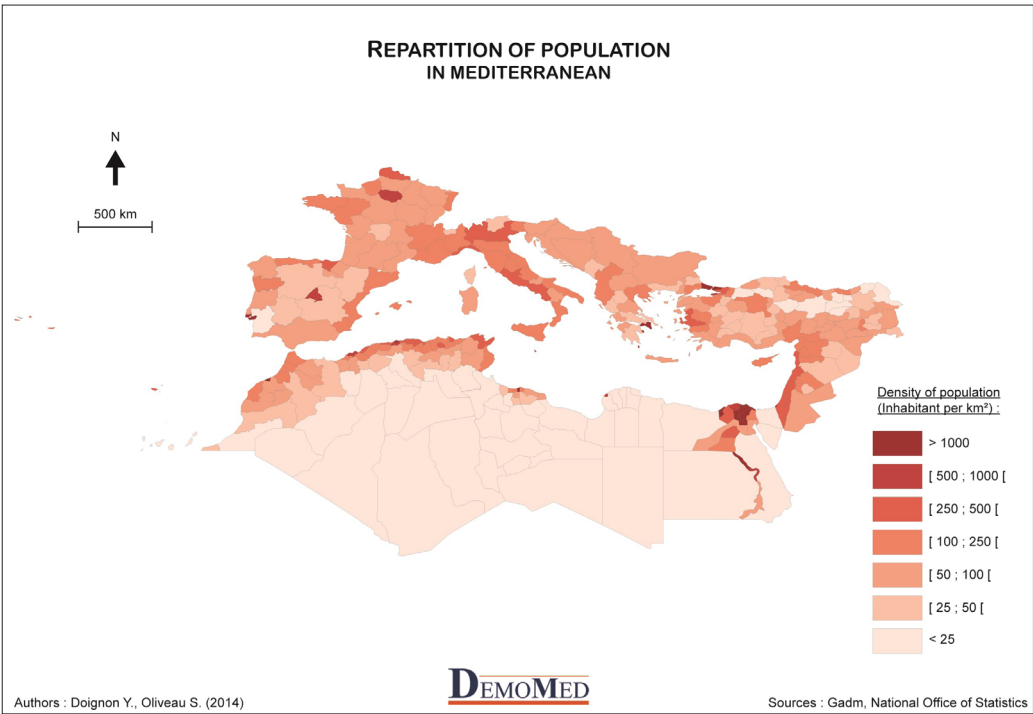 REPARTITION OF POPULATION
IN MEDITERRANEAN
N
500 km
Density of population
(Inhabitant per km²) :
> 1000
[ 500 ; 1000 [
[ 250 ; 500 [
[ 100 ; 250 [
[ 50 ; 100 [
[ 25 ; 50 [
< 25
Authors : Doignon Y., Oliveau S. (2014)
DEMOMED
Sources : Gadm, National Office of Statistics